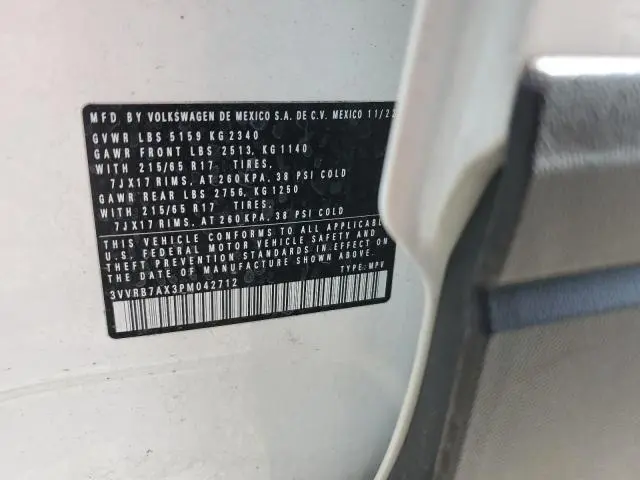 MFD. BY VOLKSWAGEN DE MEXICO S.A. DE C.V. MEXICO 11/22
GVWR LBS 5159 KG 2340
GAWR FRONT LBS 2513, KG 1140
WITH 215/65 R17 TIRES,
7JX17 RIMS, AT 260 KPA, 38 PSI COLD
GAWR REAR LBS 2756, KG 1250
WITH 215/65 R17 TIRES,
7JX17 RIMS, AT 260 KPA, 38 PSI COLD
THIS VEHICLE CONFORMS TO ALL APPLICABLE
U.S. FEDERAL MOTOR VEHICLE SAFETY AND
THEFT PREVENTION STANDARDS IN EFFECT ON
THE DATE OF MANUFACTURE SHOWN ABOVE.
3VVRB7AX3PM042712 TYPE: MPV